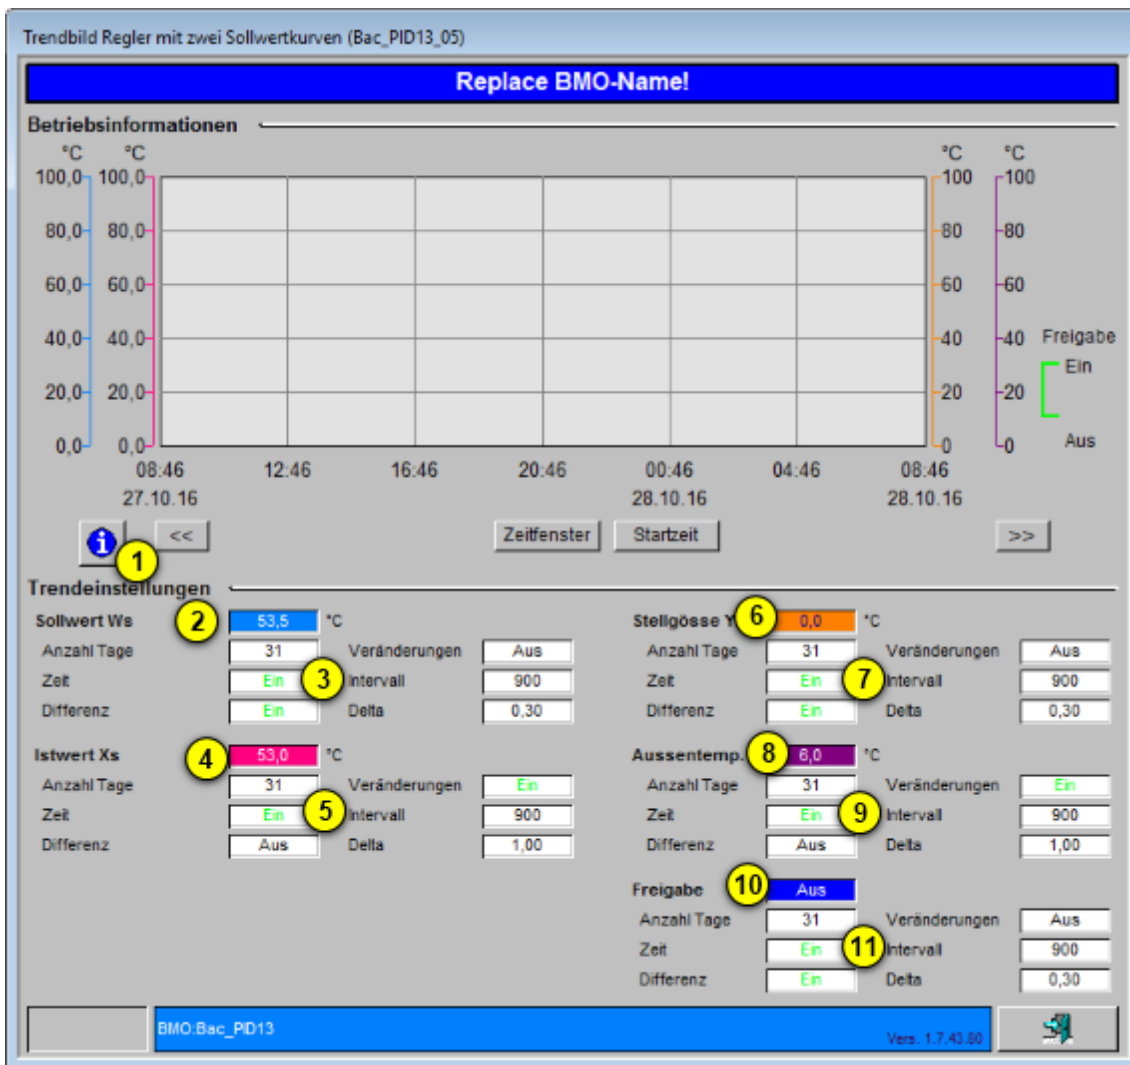 Trendbild Regler mit zwei Sollwertkurven (Bac_PID13_05)
Replace BMO-Name!
Betriebsinformationen
°C °C °C °C
100,0 100,0 100 100
80,0 80,0 80 80
60,0 60,0 60 60
40,0 40,0 40 40 Freigabe
Ein
20,0 20,0 20 20
0,0 0,0 0 0 Aus
08:46 12:46 16:46 20:46 00:46 04:46 08:46
27.10.16 28.10.16 28.10.16
i 1 << Zeitfenster Startzeit >>
Trendeinstellungen
Sollwert Ws 2 53,5 °C Stellgösse Y 6 0,0 °C
Anzahl Tage 31 Veränderungen Aus Anzahl Tage 31 Veränderungen Aus
Zeit Ein 3 Intervall 900 Zeit Ein 7 Intervall 900
Differenz Ein Delta 0,30 Differenz Ein Delta 0,30
Istwert Xs 4 53,0 °C Aussentemp. 8 6,0 °C
Anzahl Tage 31 Veränderungen Ein Anzahl Tage 31 Veränderungen Ein
Zeit Ein 5 Intervall 900 Zeit Ein 9 Intervall 900
Differenz Aus Delta 1,00 Differenz Aus Delta 1,00
Freigabe 10 Aus
Anzahl Tage 31 Veränderungen Aus
Zeit Ein 11 Intervall 900
Differenz Ein Delta 0,30
BMO:Bac_PID13 Vers. 1.7.43.80